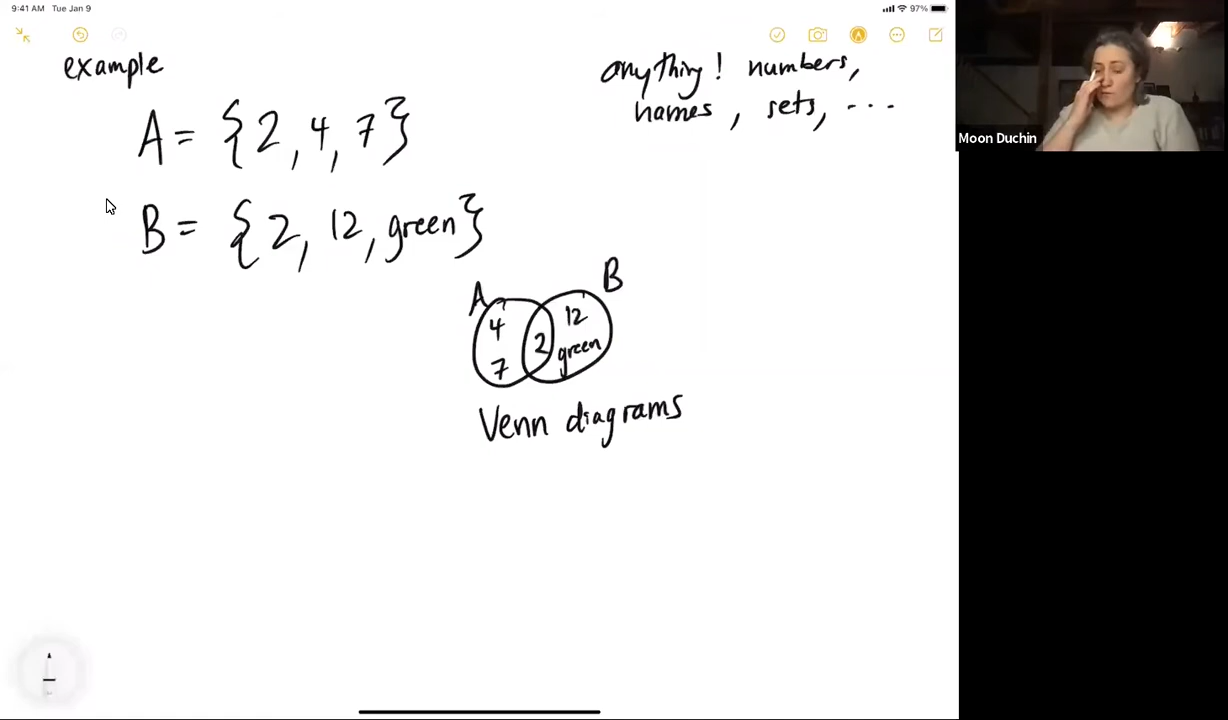 9:41 AM Tue Jan 9
97%
example
anything! numbers,
names, sets, ...
A = {2, 4, 7}
B = {2, 12, green}
A B
4 2 12
7 green
Venn diagrams
Moon Duchin